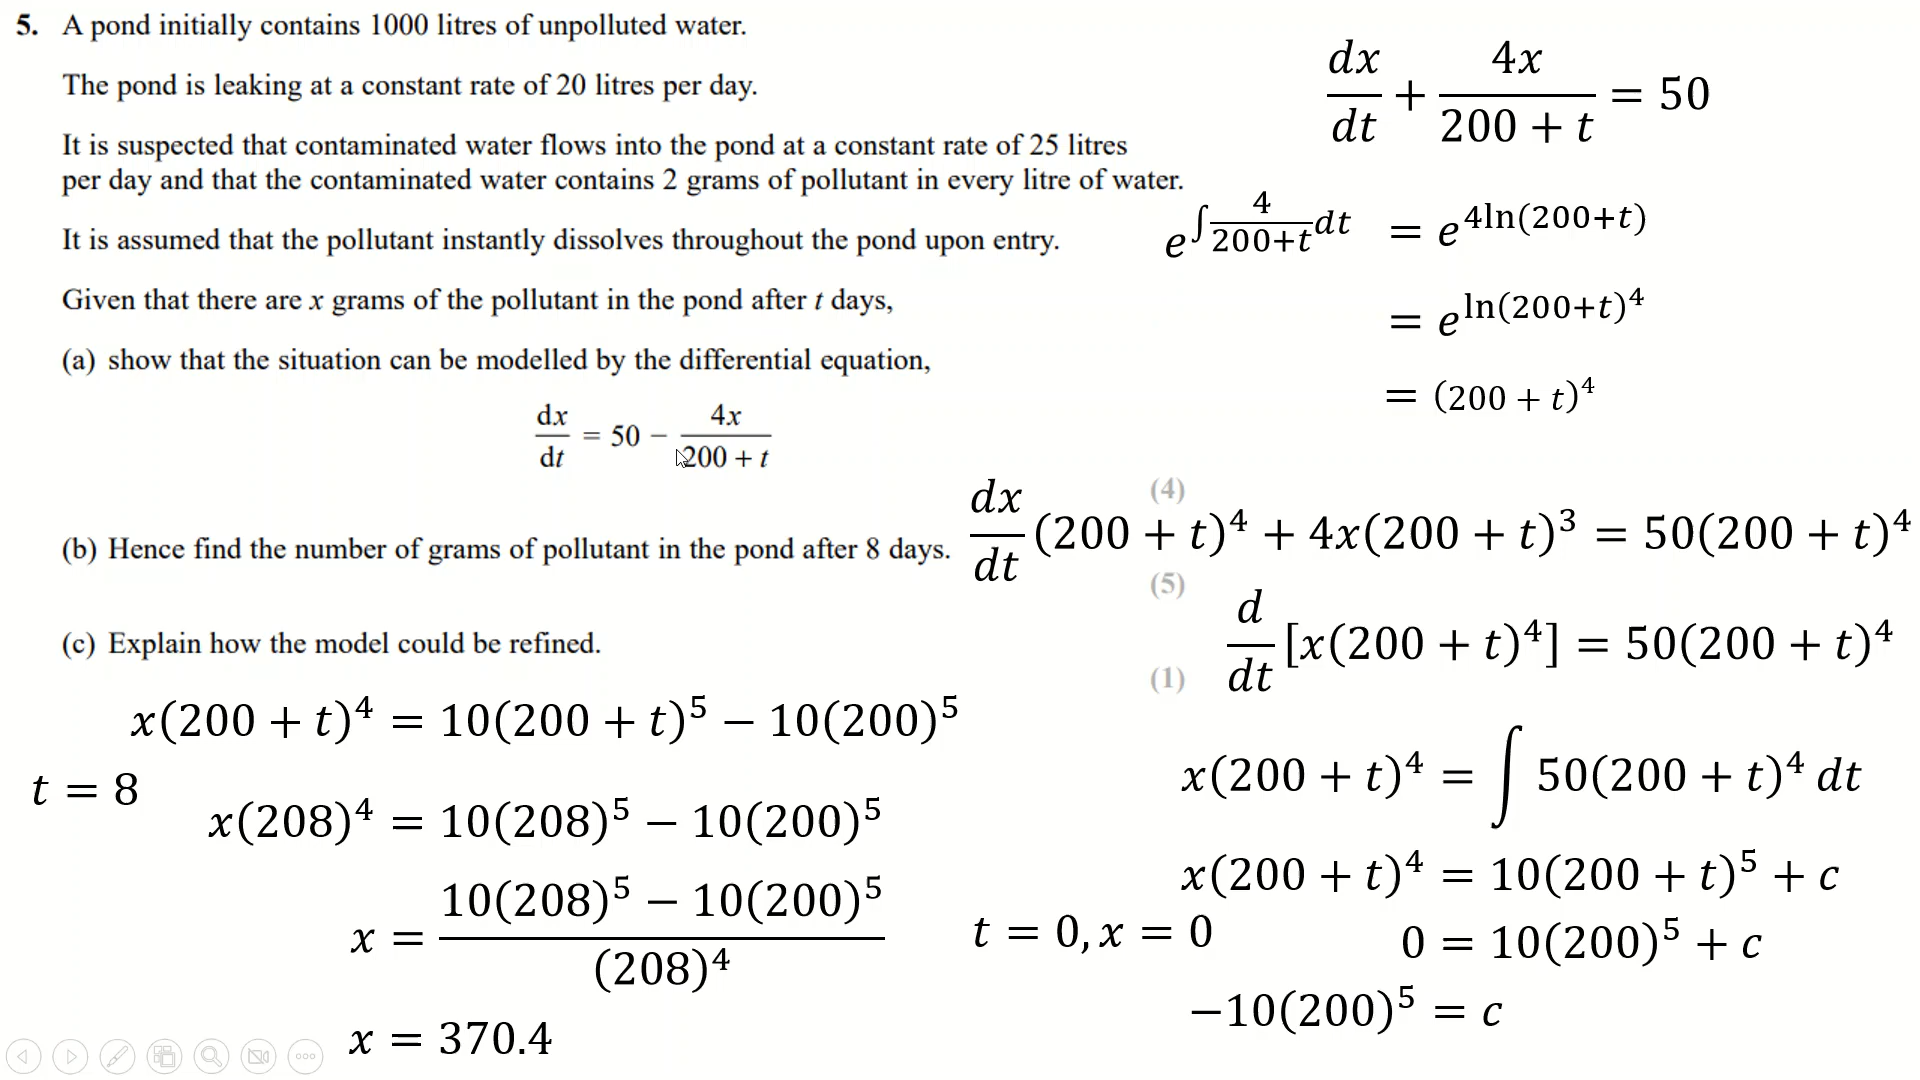 5. A pond initially contains 1000 litres of unpolluted water.
The pond is leaking at a constant rate of 20 litres per day.
It is suspected that contaminated water flows into the pond at a constant rate of 25 litres
per day and that the contaminated water contains 2 grams of pollutant in every litre of water.
It is assumed that the pollutant instantly dissolves throughout the pond upon entry.
Given that there are x grams of the pollutant in the pond after t days,
(a) show that the situation can be modelled by the differential equation,
dx/dt = 50 − 4x/(200 + t)
(4)
(b) Hence find the number of grams of pollutant in the pond after 8 days.
(5)
(c) Explain how the model could be refined.
(1)
dx/dt + 4x/(200 + t) = 50
e^(∫ 4/(200+t) dt) = e^(4ln(200+t))
= e^(ln(200+t)⁴)
= (200 + t)⁴
dx/dt (200 + t)⁴ + 4x(200 + t)³ = 50(200 + t)⁴
d/dt [x(200 + t)⁴] = 50(200 + t)⁴
x(200 + t)⁴ = ∫ 50(200 + t)⁴ dt
x(200 + t)⁴ = 10(200 + t)⁵ + c
t = 0, x = 0
0 = 10(200)⁵ + c
−10(200)⁵ = c
x(200 + t)⁴ = 10(200 + t)⁵ − 10(200)⁵
t = 8
x(208)⁴ = 10(208)⁵ − 10(200)⁵
x = (10(208)⁵ − 10(200)⁵)/(208)⁴
x = 370.4